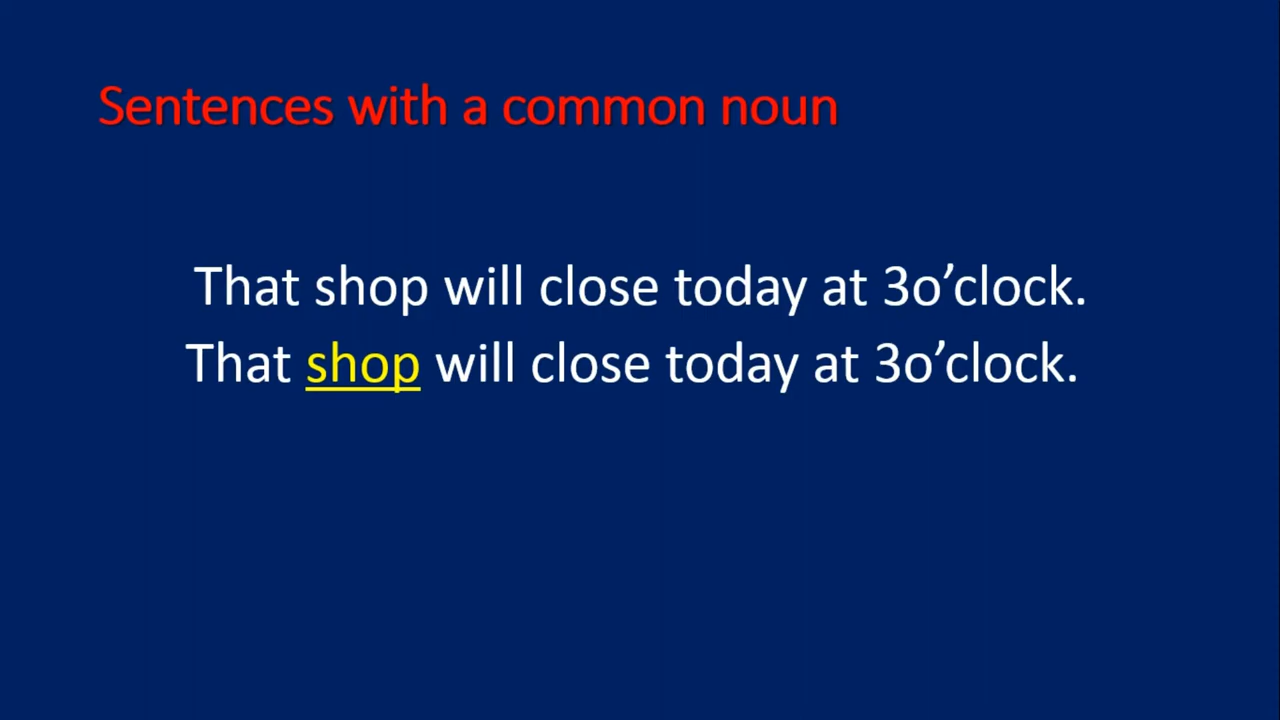 Sentences with a common noun
That shop will close today at 3o’clock.
That shop will close today at 3o’clock.